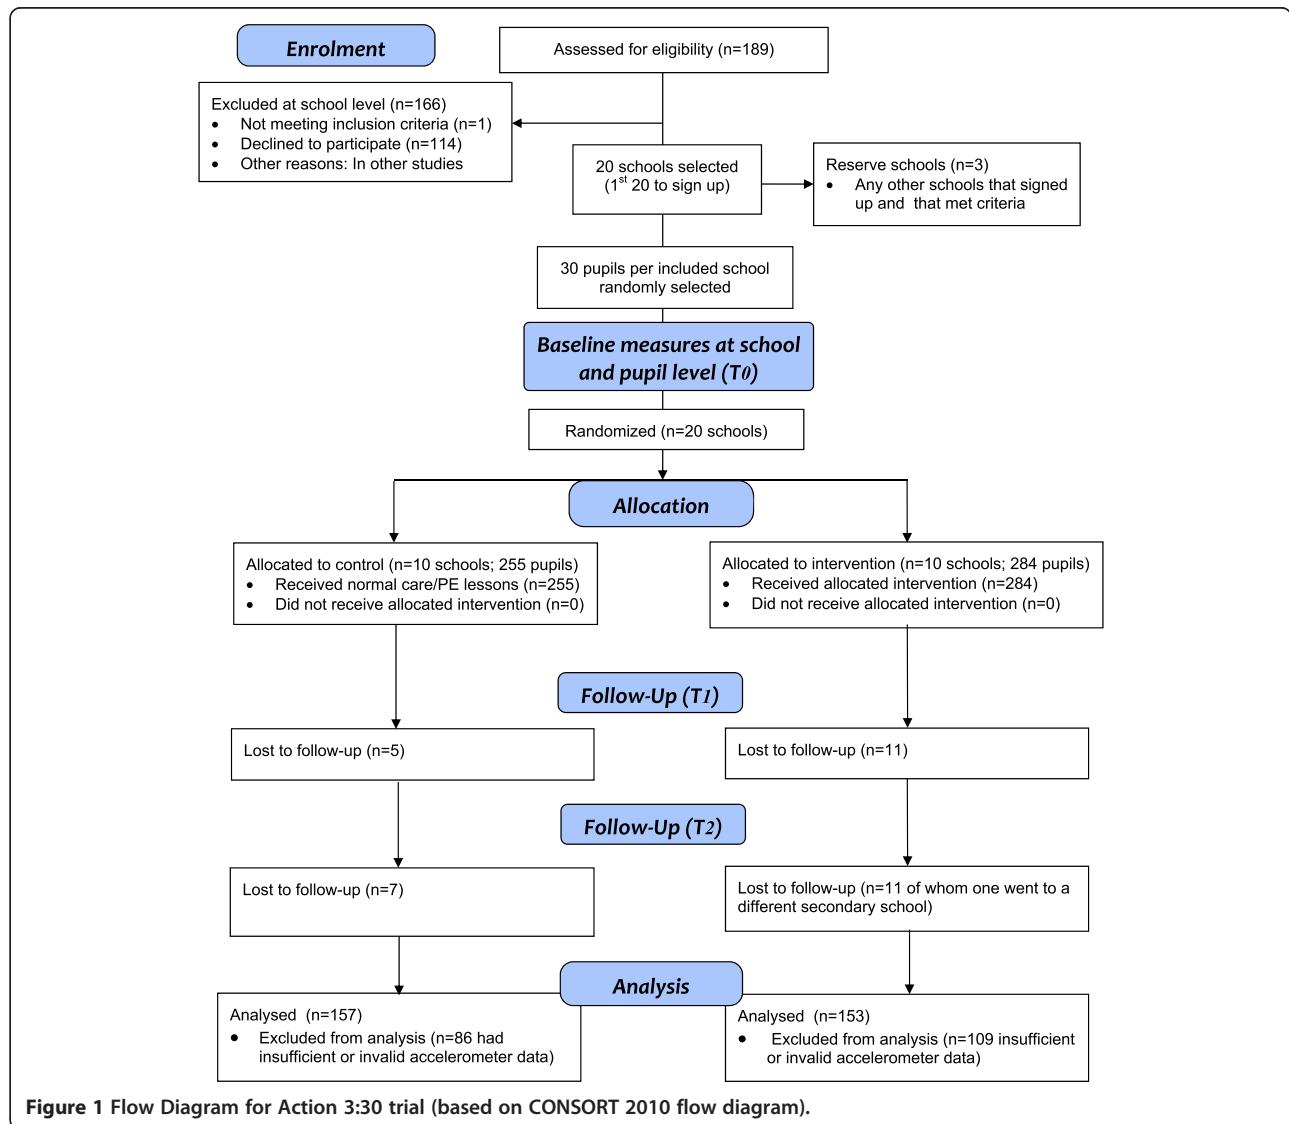 Enrolment
Assessed for eligibility (n=189)
Excluded at school level (n=166)
• Not meeting inclusion criteria (n=1)
• Declined to participate (n=114)
• Other reasons: In other studies
20 schools selected
(1st 20 to sign up)
Reserve schools (n=3)
• Any other schools that signed
up and that met criteria
30 pupils per included school
randomly selected
Baseline measures at school
and pupil level (T0)
Randomized (n=20 schools)
Allocation
Allocated to control (n=10 schools; 255 pupils)
• Received normal care/PE lessons (n=255)
• Did not receive allocated intervention (n=0)
Allocated to intervention (n=10 schools; 284 pupils)
• Received allocated intervention (n=284)
• Did not receive allocated intervention (n=0)
Follow-Up (T1)
Lost to follow-up (n=5)
Lost to follow-up (n=11)
Follow-Up (T2)
Lost to follow-up (n=7)
Lost to follow-up (n=11 of whom one went to a
different secondary school)
Analysis
Analysed (n=157)
• Excluded from analysis (n=86 had
insufficient or invalid accelerometer data)
Analysed (n=153)
• Excluded from analysis (n=109 insufficient
or invalid accelerometer data)
Figure 1 Flow Diagram for Action 3:30 trial (based on CONSORT 2010 flow diagram).